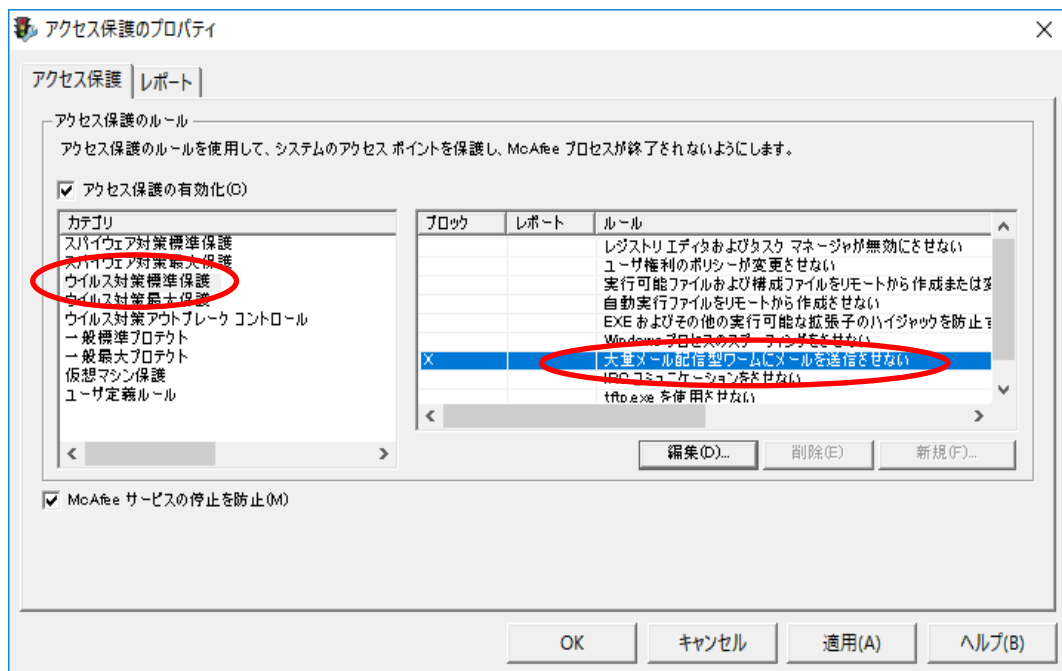 アクセス保護のプロパティ
アクセス保護
レポート
アクセス保護のルール
アクセス保護のルールを使用して、システムのアクセス ポイントを保護し、McAfee プロセスが終了されないようにします。
アクセス保護の有効化(C)
カテゴリ
スパイウェア対策標準保護
スパイウェア対策最大保護
ウイルス対策標準保護
ウイルス対策最大保護
ウイルス対策アウトブレーク コントロール
一般標準プロテクト
一般最大プロテクト
仮想マシン保護
ユーザ定義ルール
ブロック レポート ルール
レジストリ エディタおよびタスク マネージャが無効にさせない
ユーザ権利のポリシーが変更させない
実行可能ファイルおよび構成ファイルをリモートから作成または変
自動実行ファイルをリモートから作成させない
EXE およびその他の実行可能な拡張子のハイジャックを防止す
Windows プロセスのスプーフィングをさせない
X 大量メール配信型ワームにメールを送信させない
IRC コミュニケーションをさせない
tftp.exe を使用させない
編集(D)... 削除(E) 新規(F)...
McAfee サービスの停止を防止(M)
OK キャンセル 適用(A) ヘルプ(B)